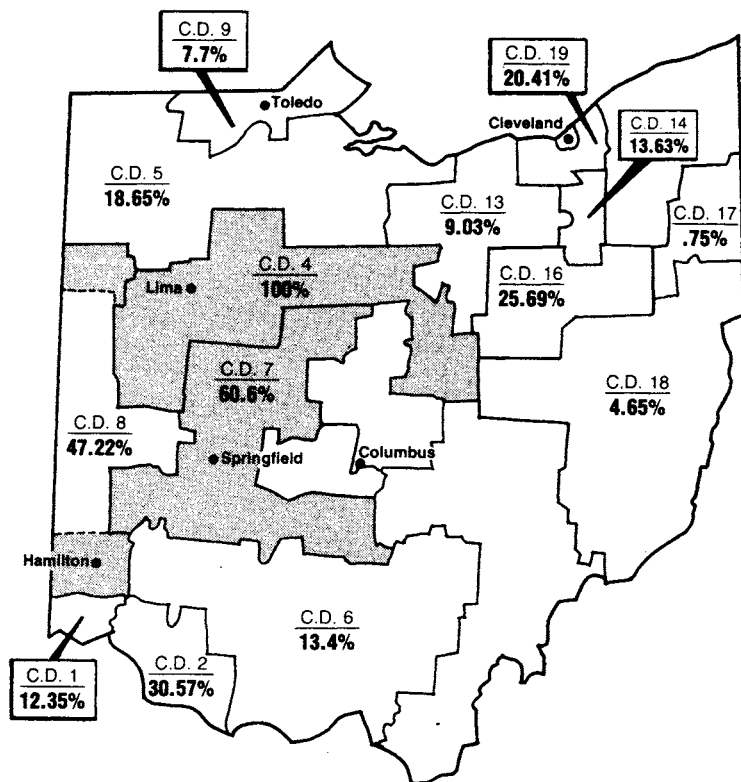 C.D. 9
7.7%
Toledo
C.D. 19
20.41%
Cleveland
C.D. 14
13.63%
C.D. 5
18.65%
C.D. 13
9.03%
C.D. 17
.75%
C.D. 4
100%
Lima
C.D. 16
25.69%
C.D. 7
60.6%
C.D. 18
4.65%
C.D. 8
47.22%
Springfield
Columbus
Hamilton
C.D. 6
13.4%
C.D. 1
12.35%
C.D. 2
30.57%